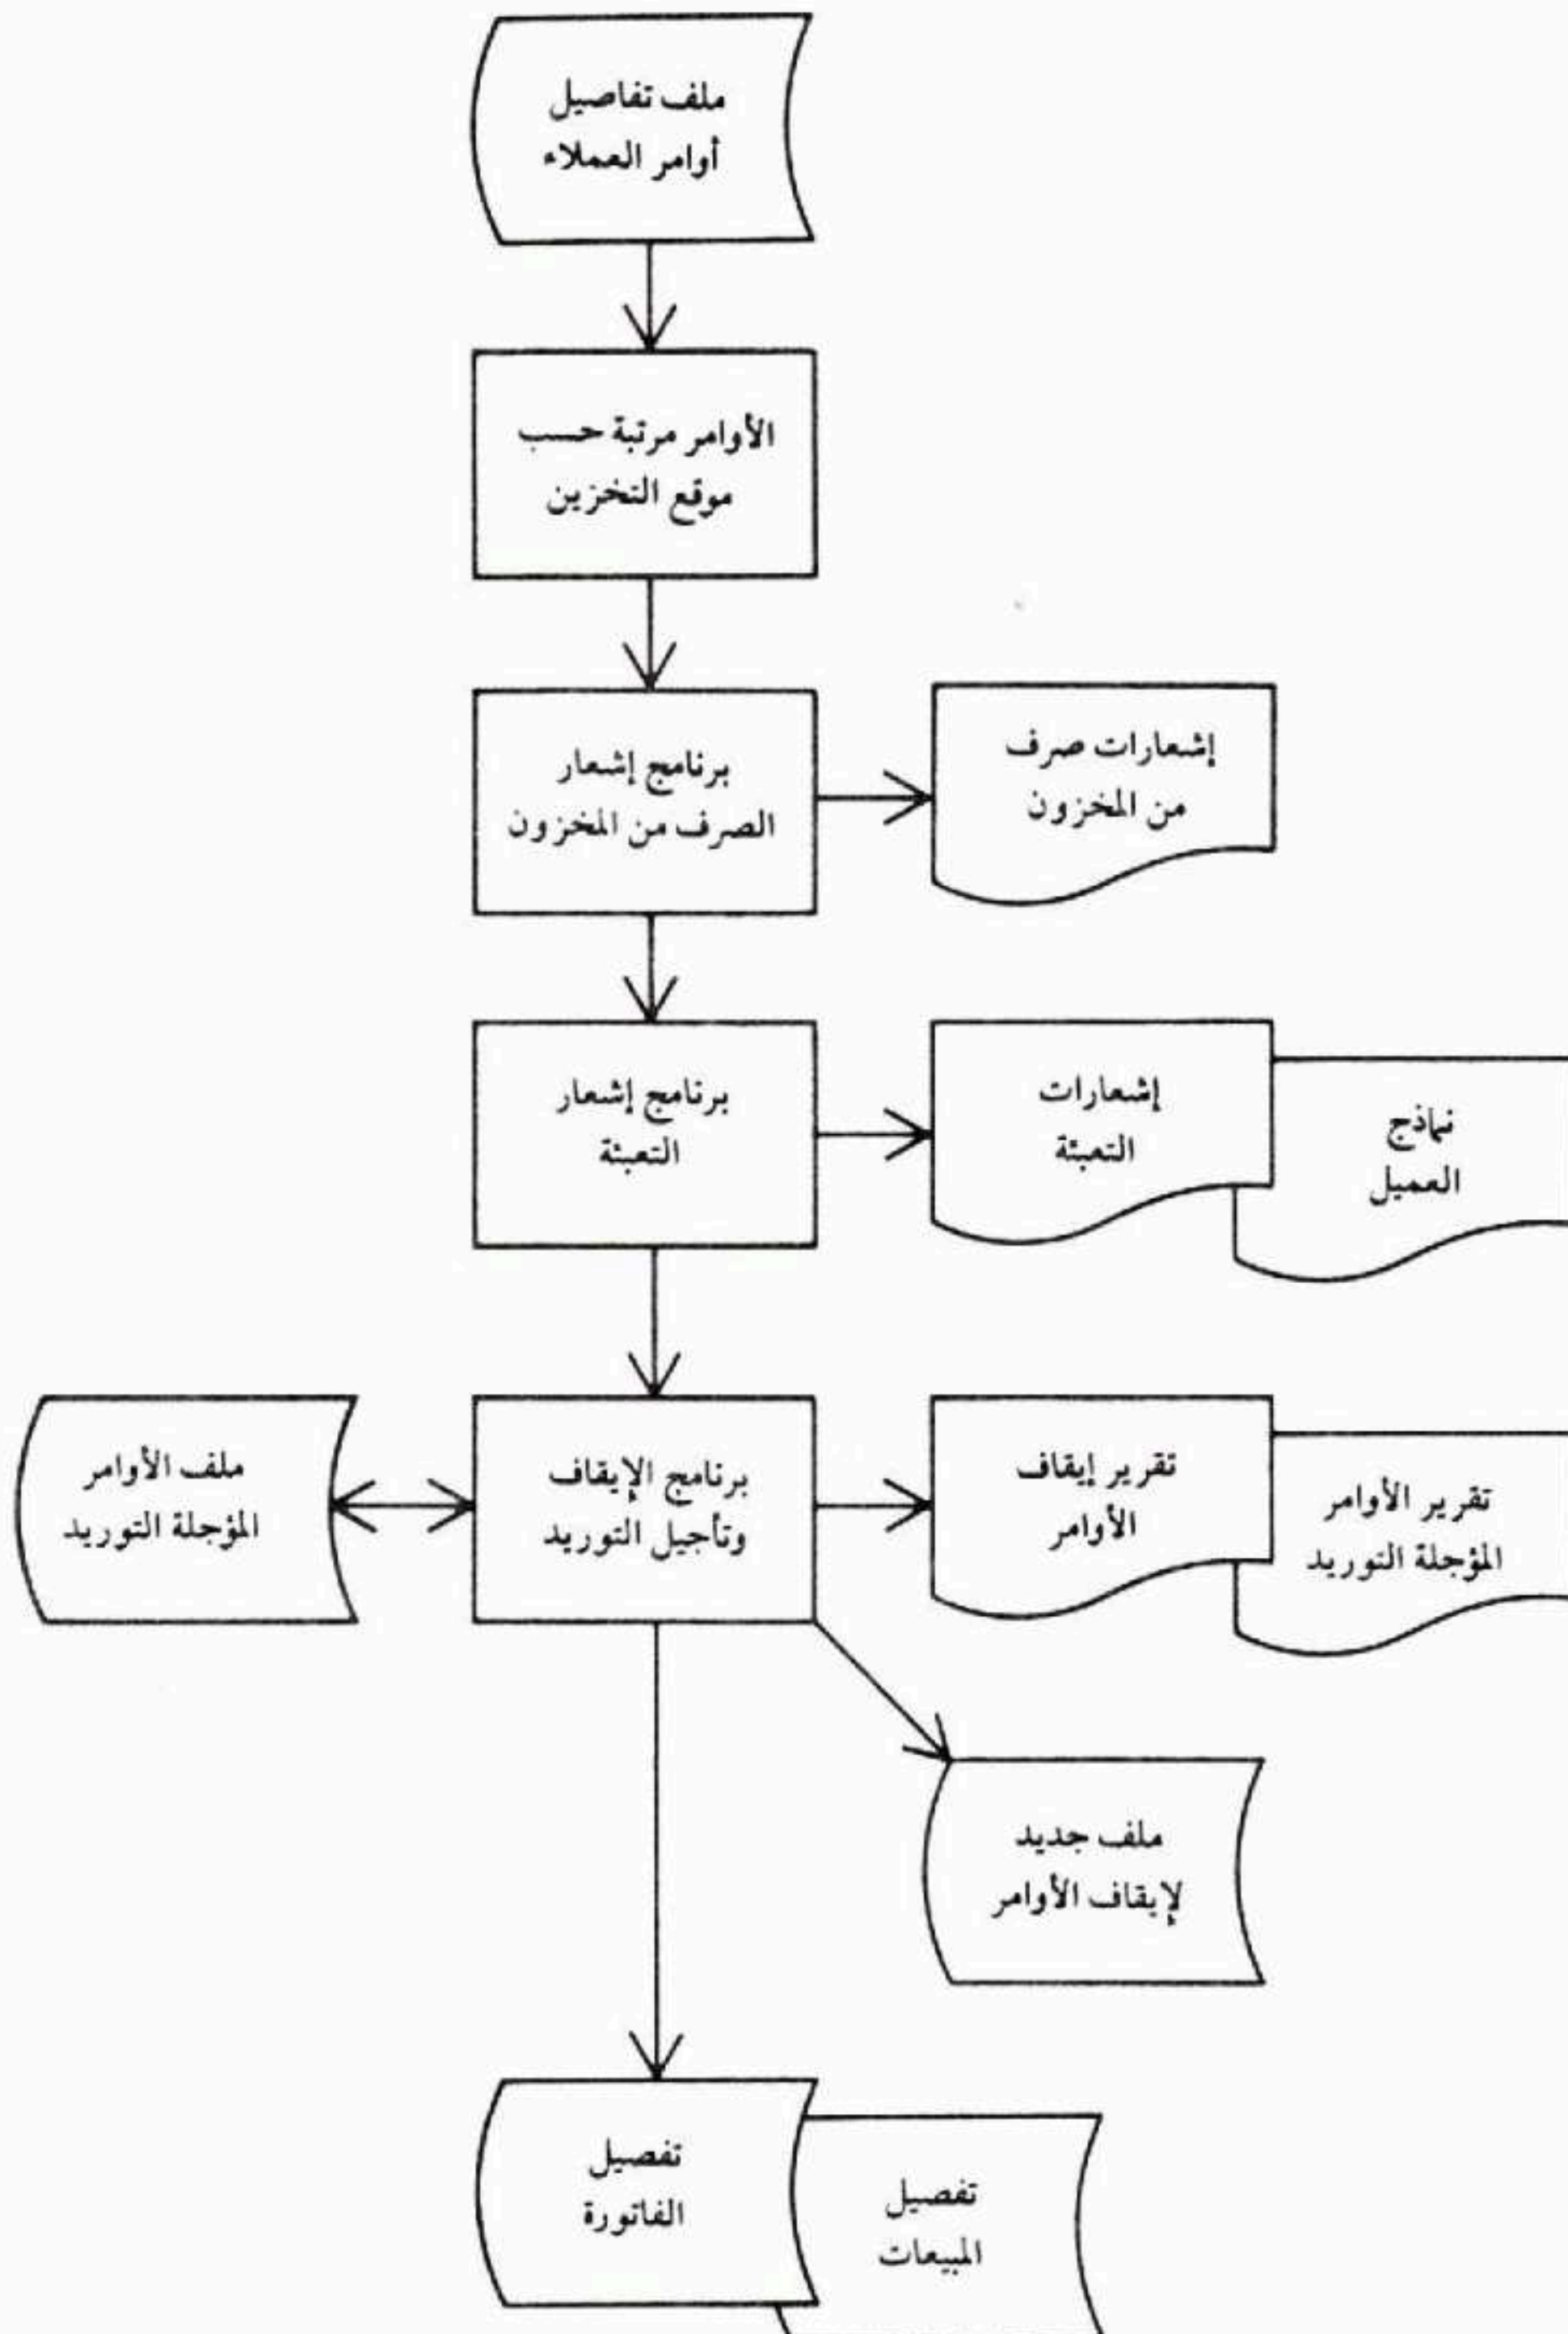 ملف تفاصيل
أوامر العملاء
الأوامر مرتبة حسب
موقع التخزين
برنامج إشعار
الصرف من المخزون
إشعارات صرف
من المخزون
برنامج إشعار
التعبئة
إشعارات
التعبئة
نماذج
العميل
ملف الأوامر
المؤجلة التوريد
برنامج الإيقاف
وتأجيل التوريد
تقرير إيقاف
الأوامر
تقرير الأوامر
المؤجلة التوريد
ملف جديد
لإيقاف الأوامر
تفصيل
الفاتورة
تفصيل
المبيعات